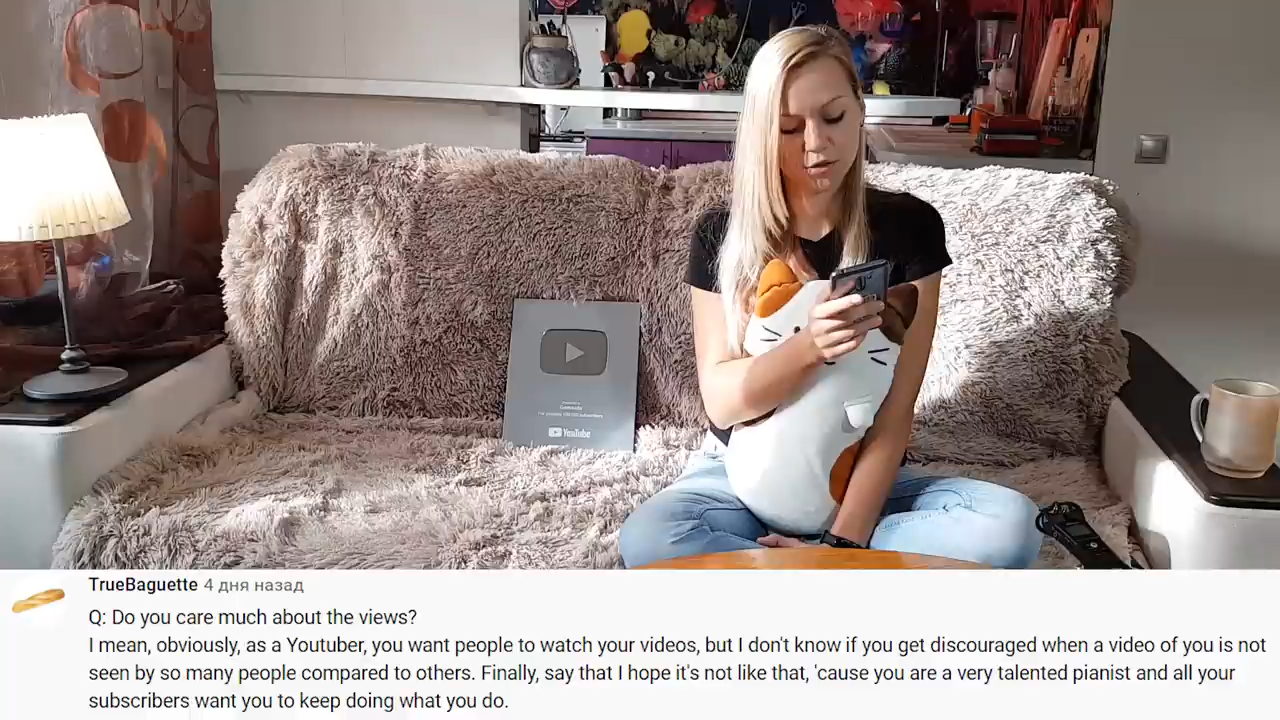 YouTube
TrueBaguette 4 дня назад
Q: Do you care much about the views?
I mean, obviously, as a Youtuber, you want people to watch your videos, but I don't know if you get discouraged when a video of you is not
seen by so many people compared to others. Finally, say that I hope it's not like that, 'cause you are a very talented pianist and all your
subscribers want you to keep doing what you do.